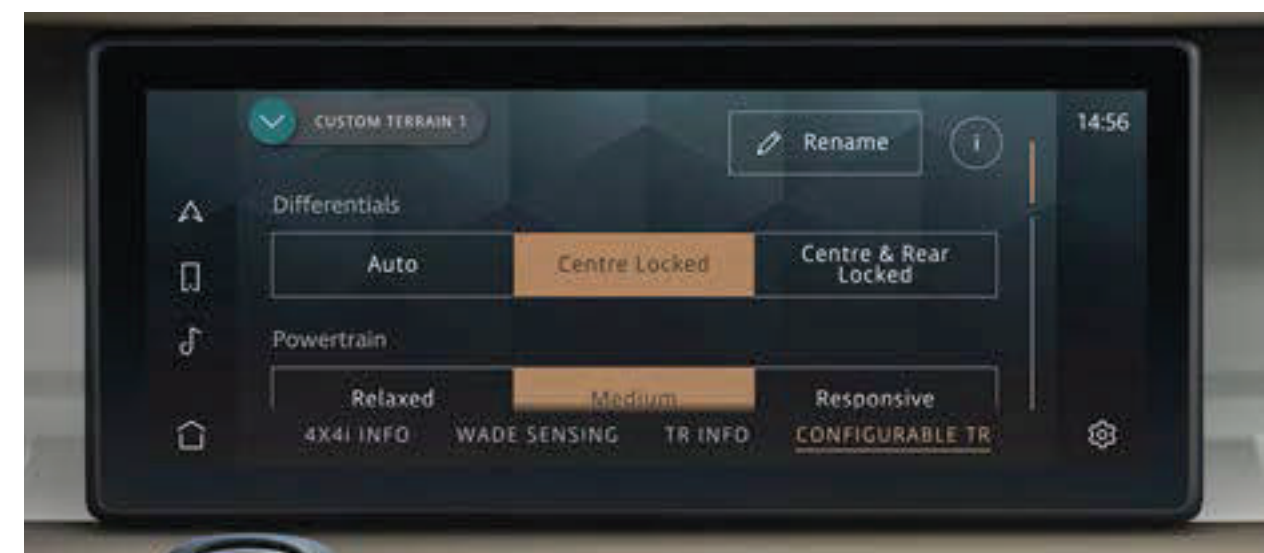 CUSTOM TERRAIN 1
Rename
i
14:56
Differentials
Auto
Centre Locked
Centre & Rear
Locked
Powertrain
Relaxed
Medium
Responsive
4X4I INFO
WADE SENSING
TR INFO
CONFIGURABLE TR